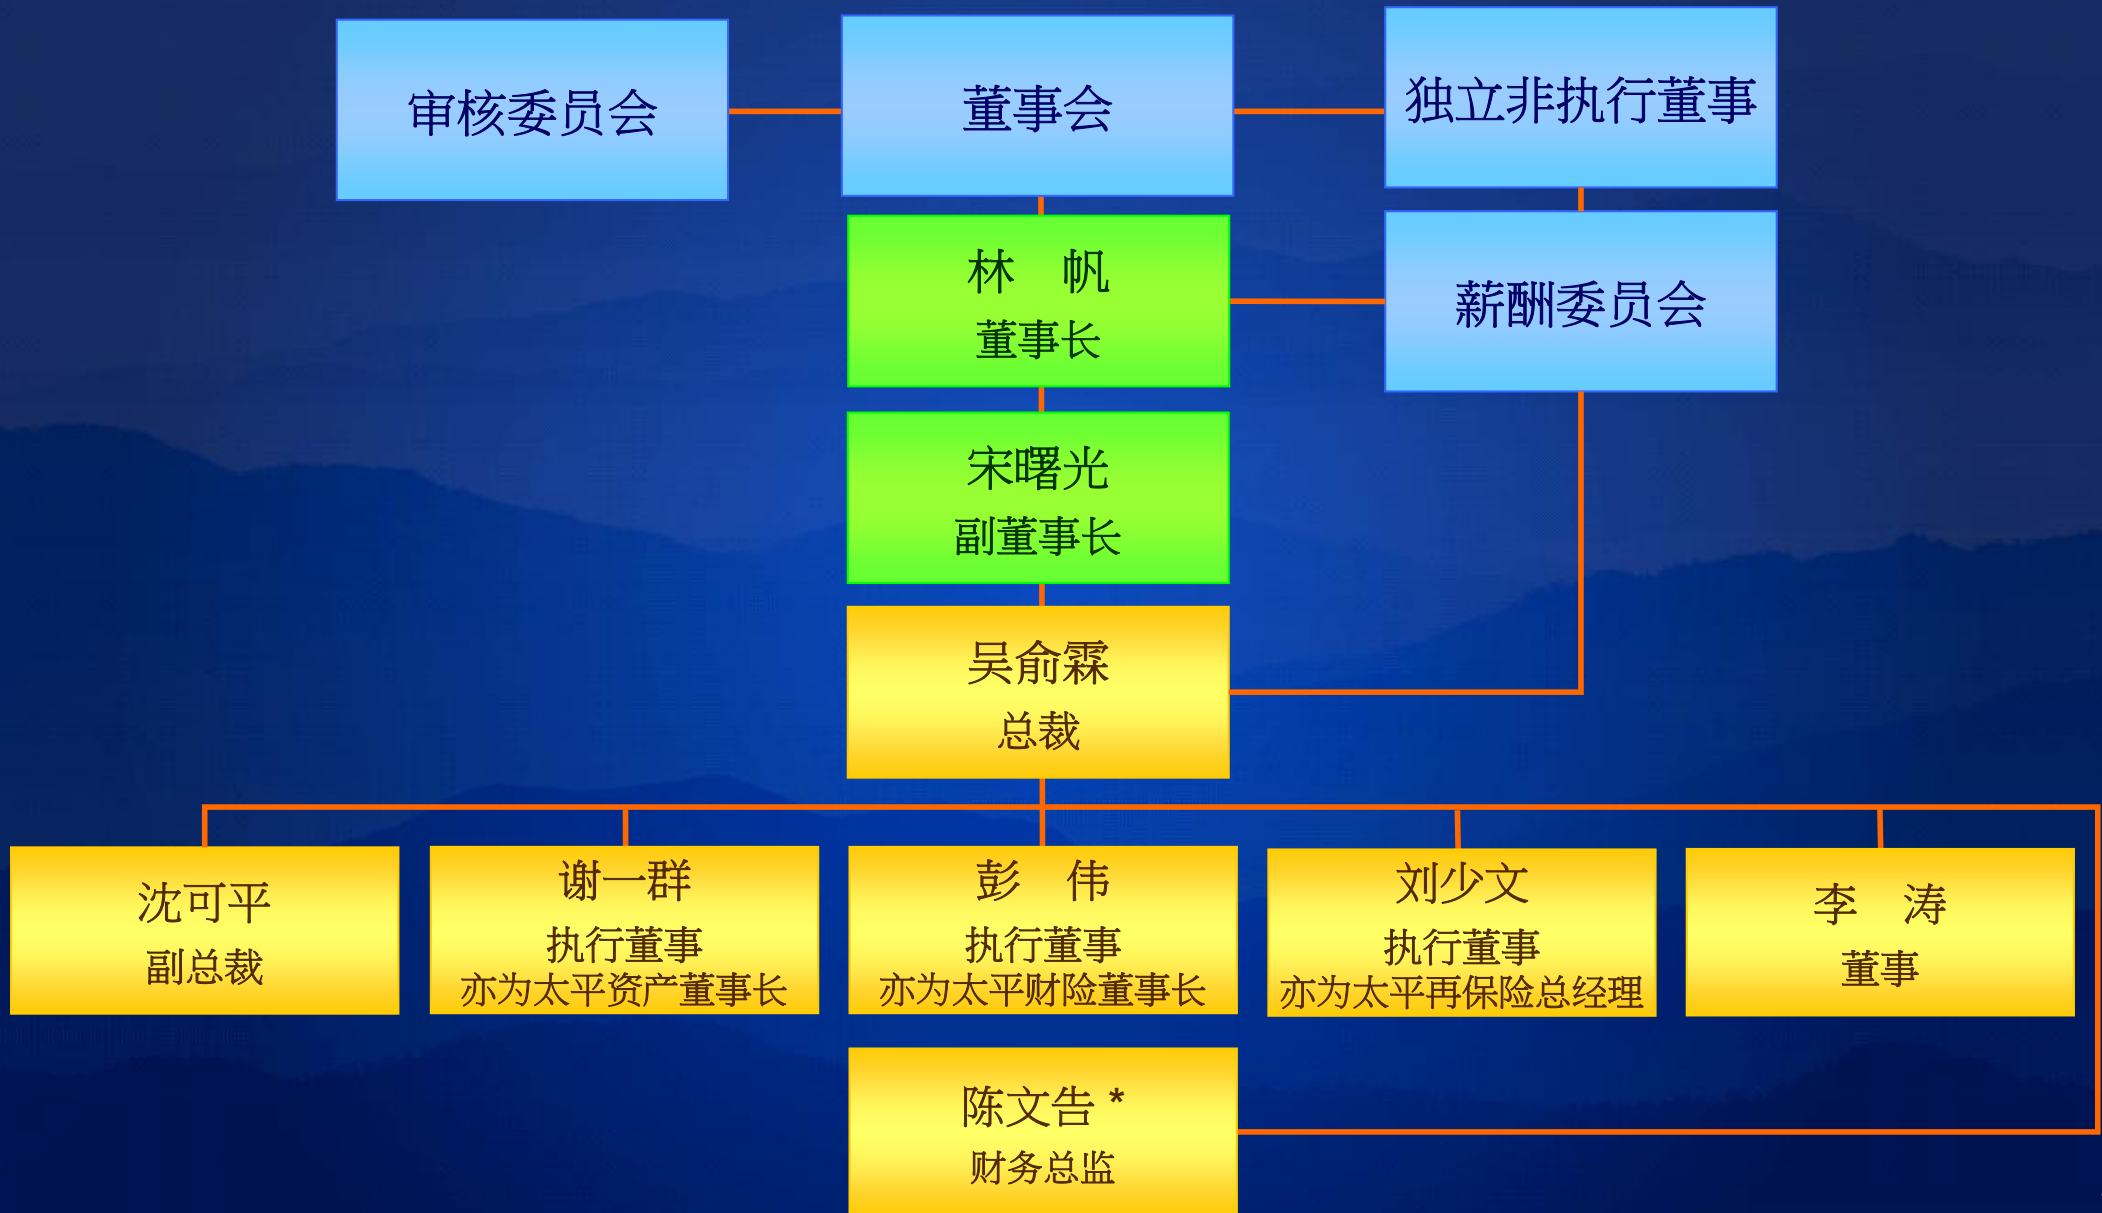 审核委员会
董事会
独立非执行董事
林　帆
董事长
薪酬委员会
宋曙光
副董事长
吴俞霖
总裁
沈可平
副总裁
谢一群
执行董事
亦为太平资产董事长
彭　伟
执行董事
亦为太平财险董事长
刘少文
执行董事
亦为太平再保险总经理
李　涛
董事
陈文告 *
财务总监